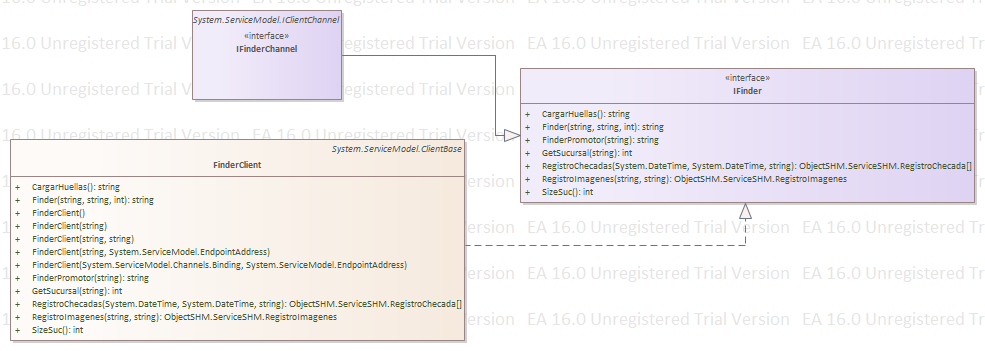 System.ServiceModel.IClientChannel
«interface»
IFinderChannel
«interface»
IFinder
+ CargarHuellas(): string
+ Finder(string, string, int): string
+ FinderPromotor(string): string
+ GetSucursal(string): int
+ RegistroChecadas(System.DateTime, System.DateTime, string): ObjectSHM.ServiceSHM.RegistroChecada[]
+ RegistroImagenes(string, string): ObjectSHM.ServiceSHM.RegistroImagenes
+ SizeSuc(): int
System.ServiceModel.ClientBase
FinderClient
+ CargarHuellas(): string
+ Finder(string, string, int): string
+ FinderClient()
+ FinderClient(string)
+ FinderClient(string, string)
+ FinderClient(string, System.ServiceModel.EndpointAddress)
+ FinderClient(System.ServiceModel.Channels.Binding, System.ServiceModel.EndpointAddress)
+ FinderPromotor(string): string
+ GetSucursal(string): int
+ RegistroChecadas(System.DateTime, System.DateTime, string): ObjectSHM.ServiceSHM.RegistroChecada[]
+ RegistroImagenes(string, string): ObjectSHM.ServiceSHM.RegistroImagenes
+ SizeSuc(): int
16.0 Unregistered Trial Version EA 16.0 Unregistered Trial Version EA 16.0 Unregistered Tri